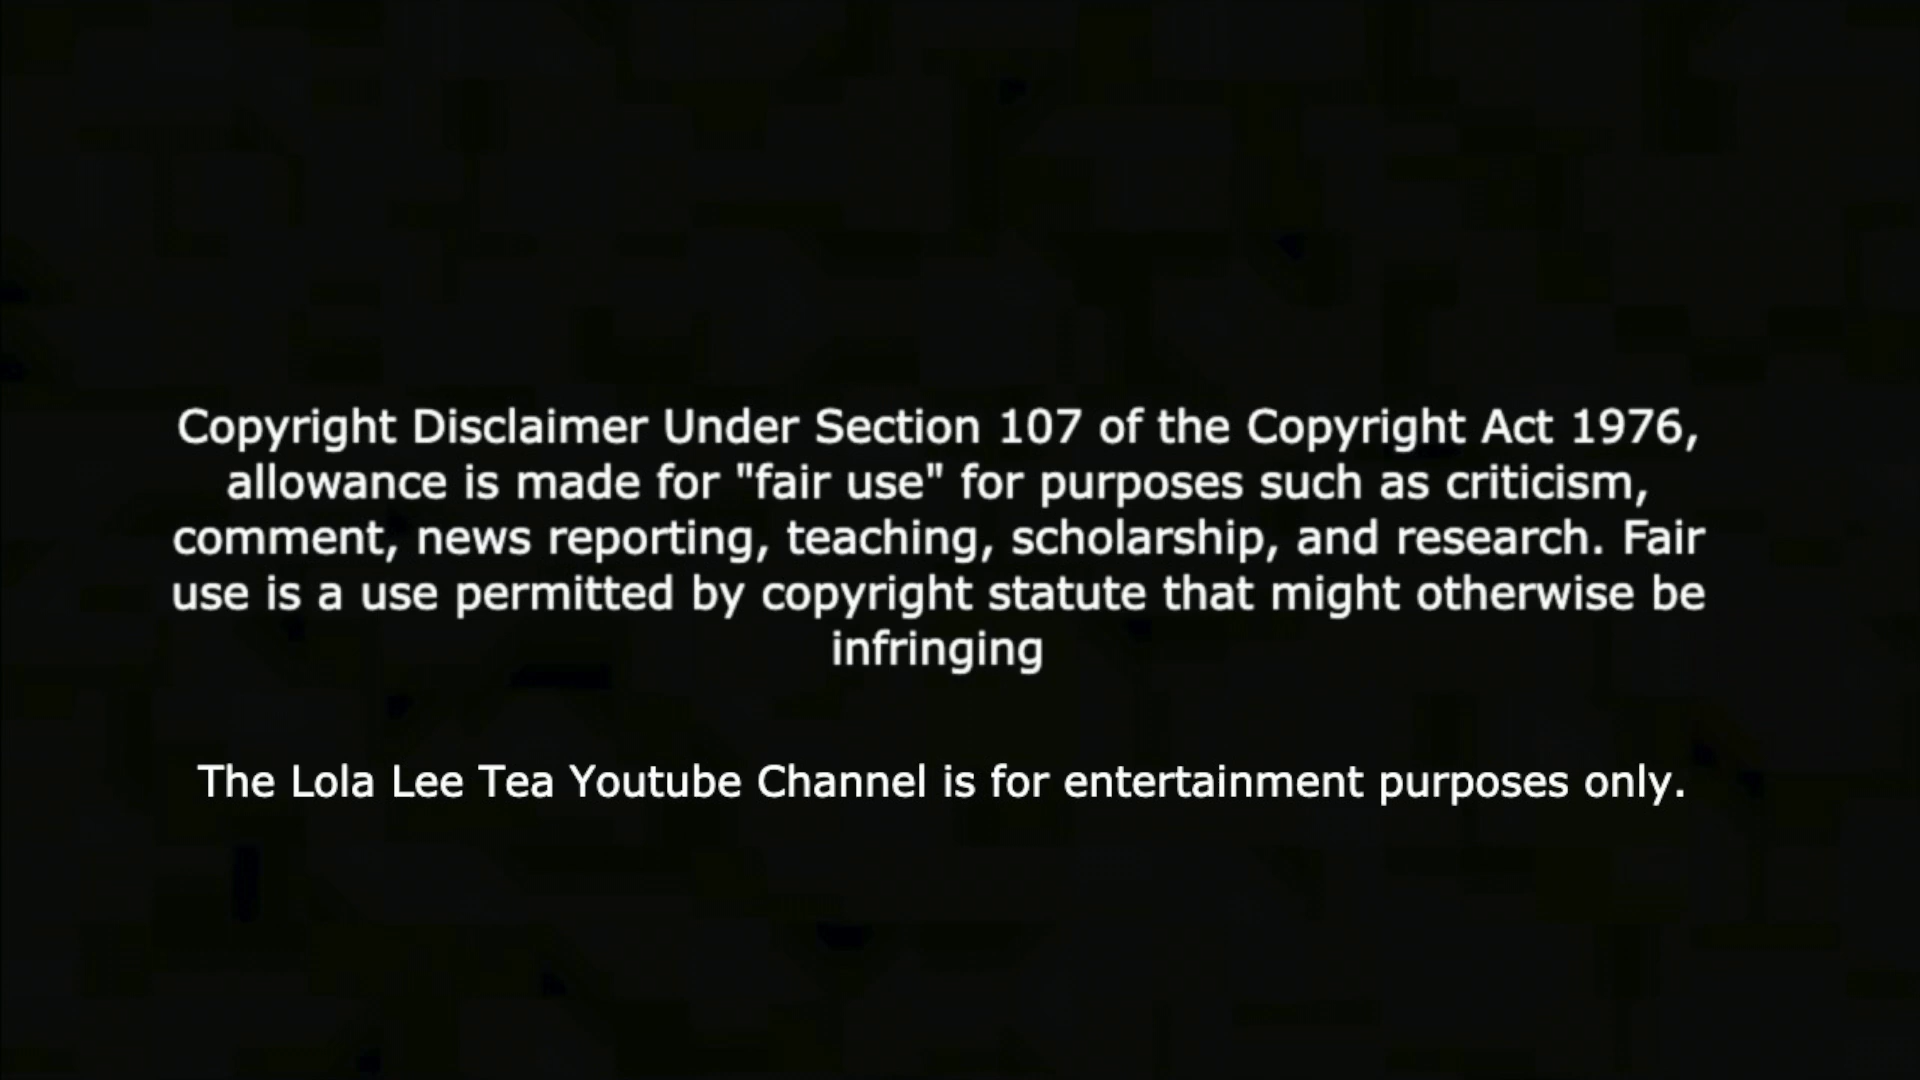 Copyright Disclaimer Under Section 107 of the Copyright Act 1976,
allowance is made for "fair use" for purposes such as criticism,
comment, news reporting, teaching, scholarship, and research. Fair
use is a use permitted by copyright statute that might otherwise be
infringing
The Lola Lee Tea Youtube Channel is for entertainment purposes only.